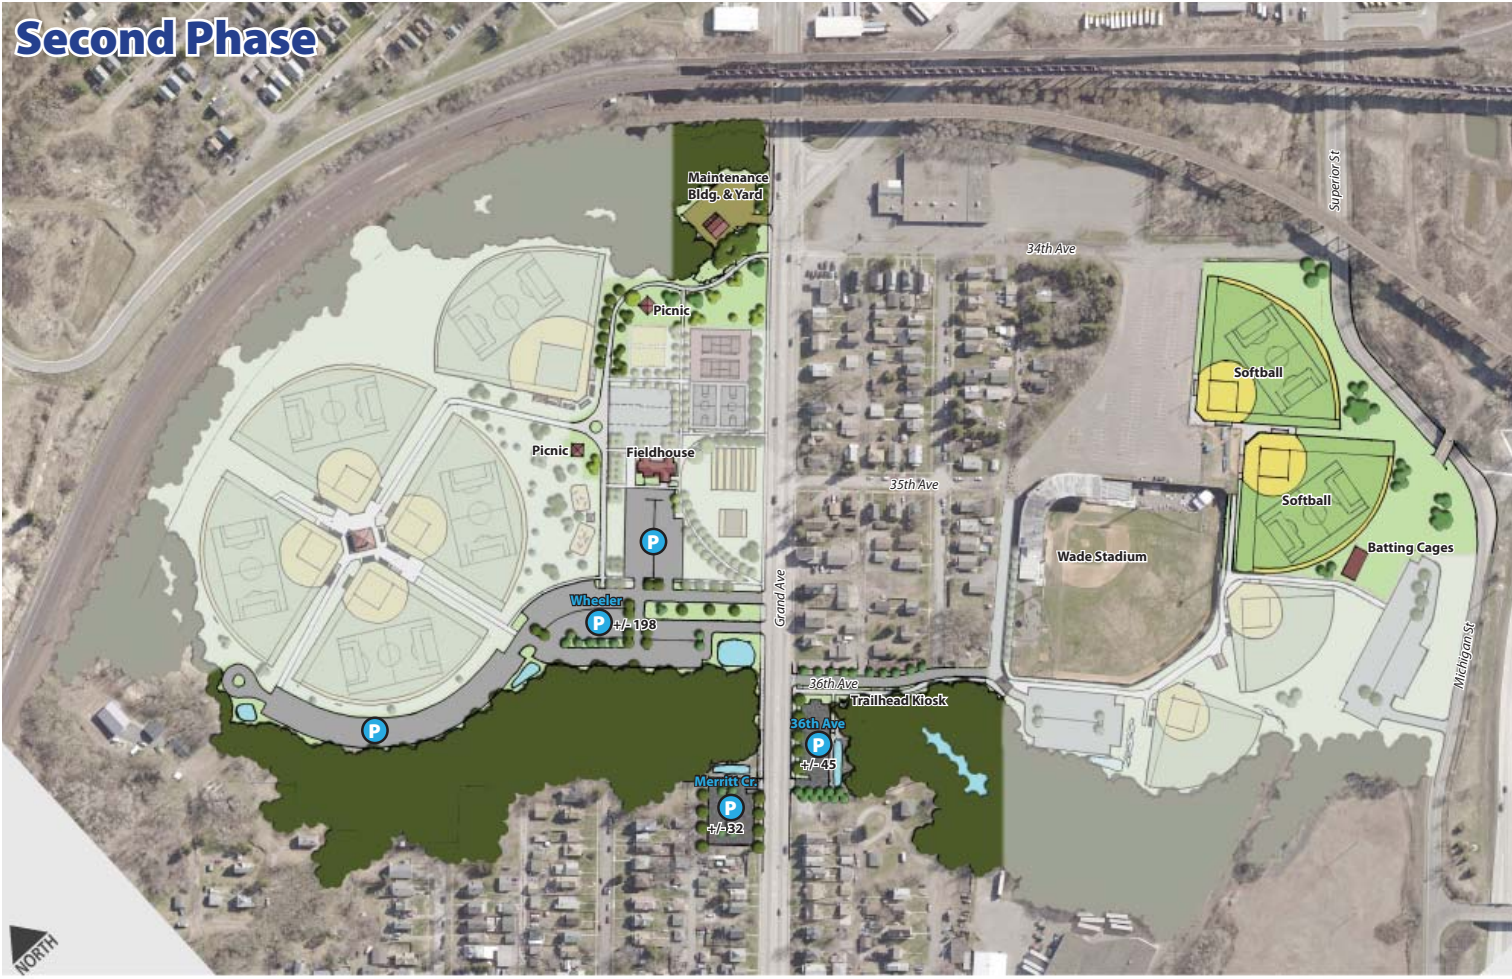 Second Phase
Maintenance
Bldg. & Yard
Superior St
34th Ave
Picnic
Softball
Picnic
Fieldhouse
35th Ave
Softball
P
Batting Cages
Wade Stadium
Grand Ave
Wheeler
P +/- 198
Michigan St
36th Ave
Trailhead Kiosk
P
36th Ave
P
+/- 45
Merritt Cr.
P
+/- 32
NORTH